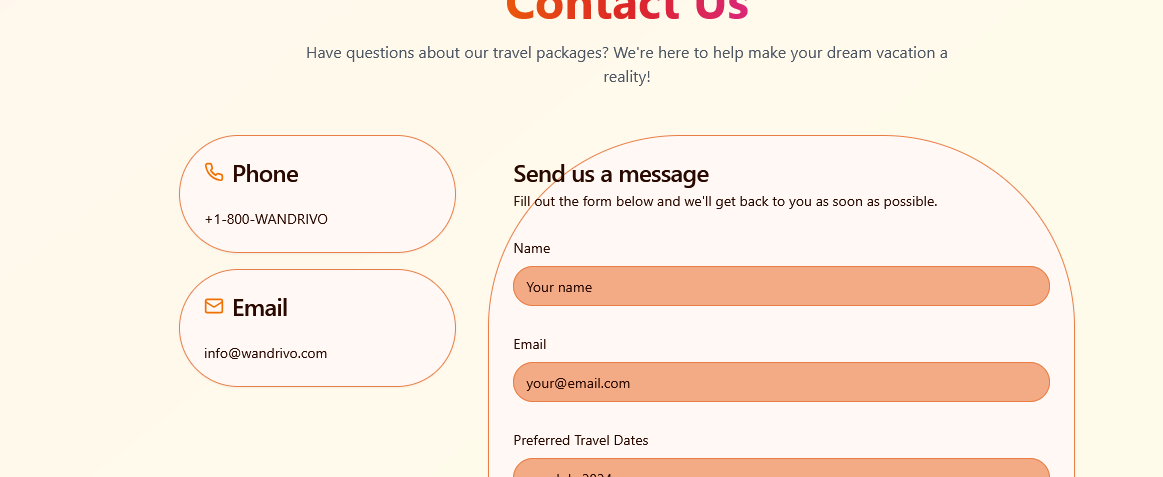 Contact Us
Have questions about our travel packages? We're here to help make your dream vacation a
reality!
Phone
+1-800-WANDRIVO
Email
info@wandrivo.com
Send us a message
Fill out the form below and we'll get back to you as soon as possible.
Name
Your name
Email
your@email.com
Preferred Travel Dates